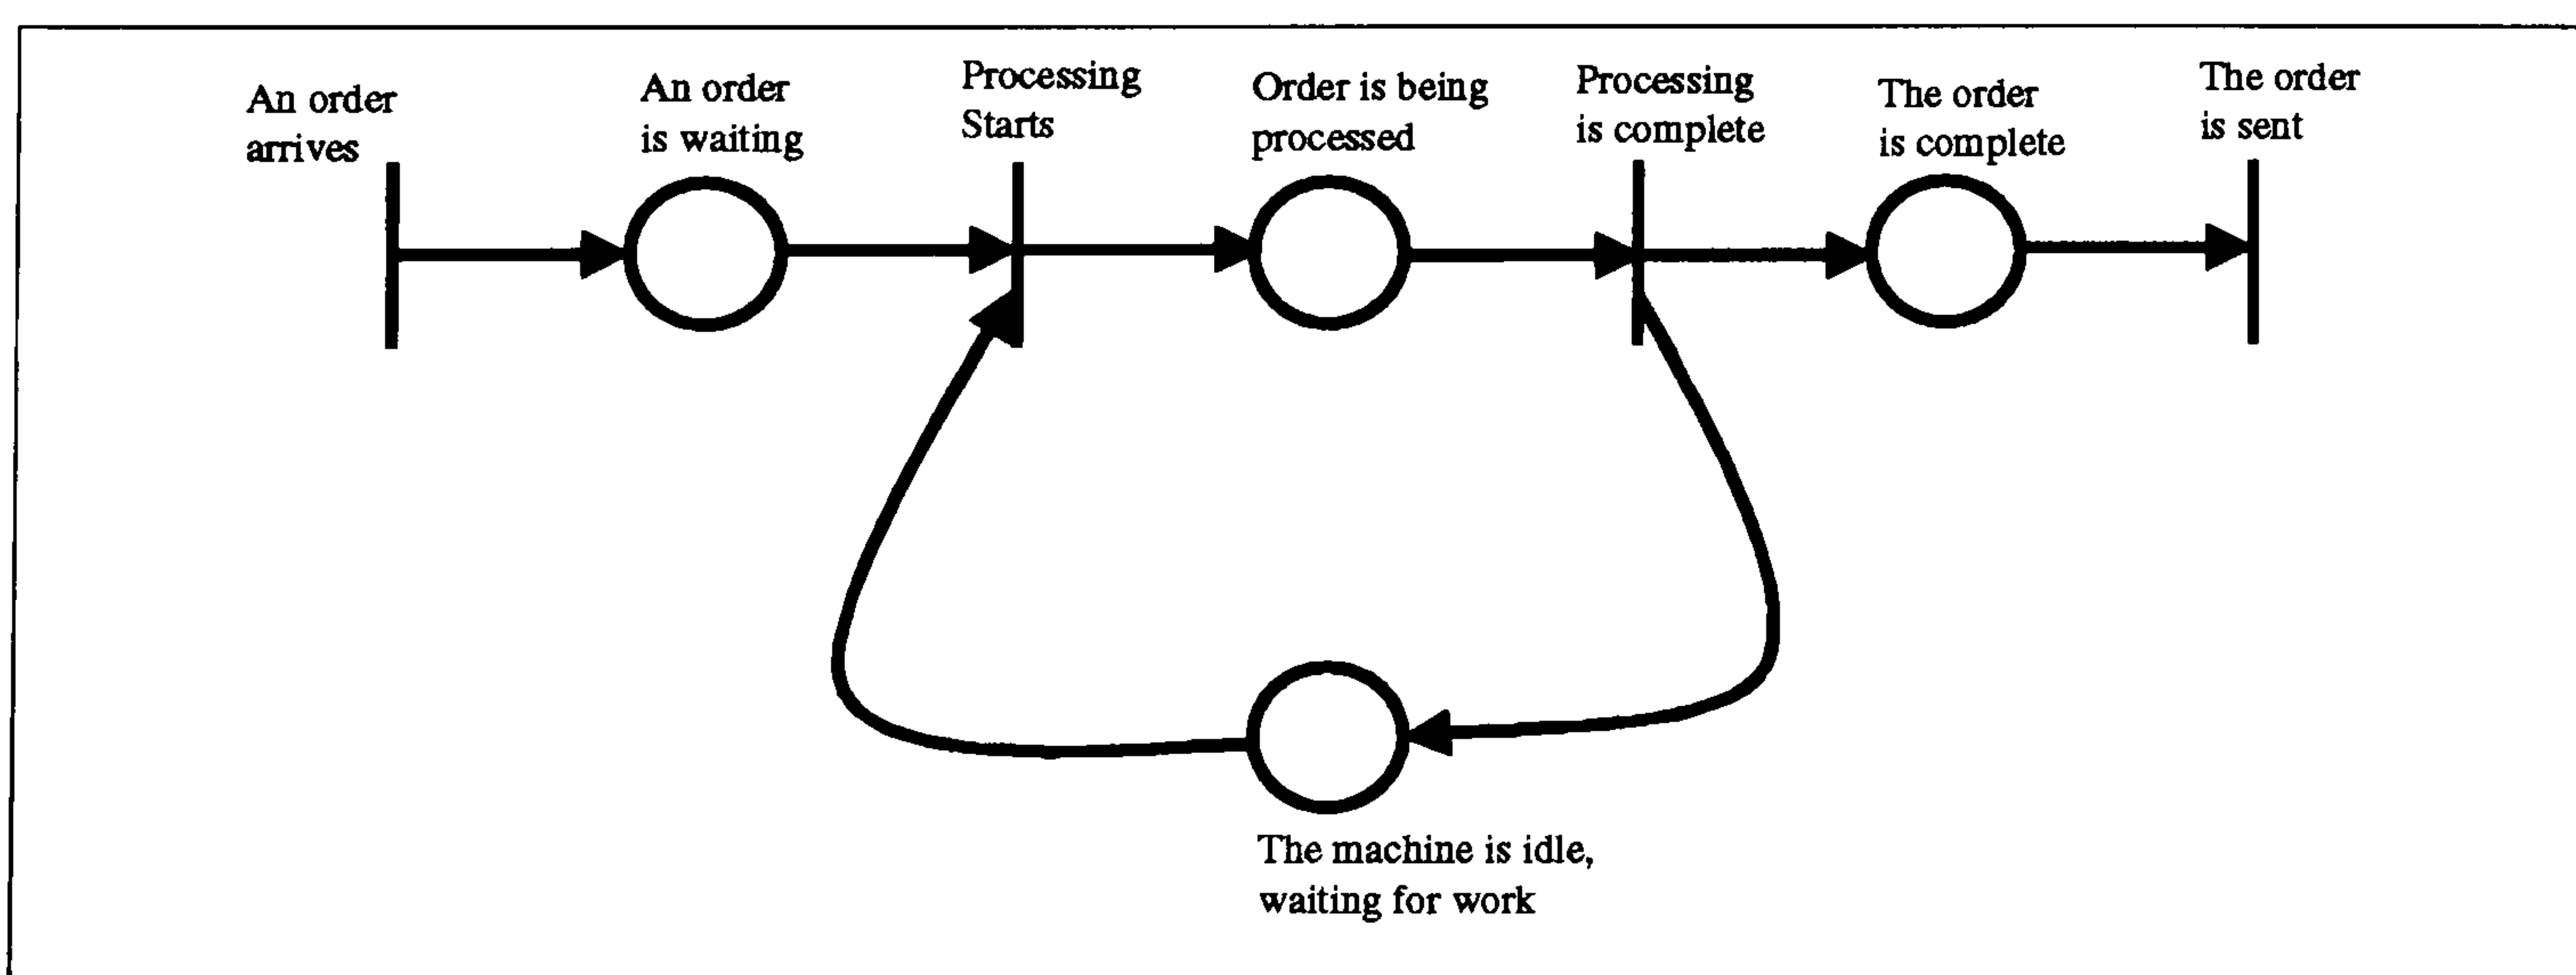 An order
arrives
An order
is waiting
Processing
Starts
Order is being
processed
Processing
is complete
The order
is complete
The order
is sent
The machine is idle,
waiting for work